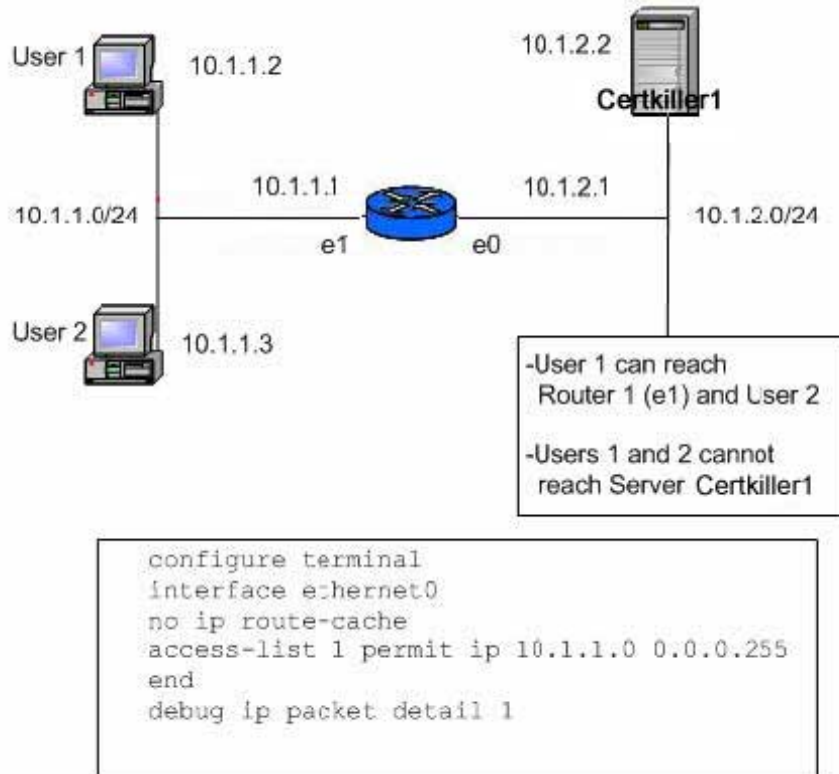 User 1
10.1.1.2
10.1.2.2
Certkiller1
10.1.1.1
10.1.2.1
10.1.1.0/24
10.1.2.0/24
e1
e0
User 2
10.1.1.3
-User 1 can reach
Router 1 (e1) and User 2
-Users 1 and 2 cannot
reach Server Certkiller1
configure terminal
interface ethernet0
no ip route-cache
access-list 1 permit ip 10.1.1.0 0.0.0.255
end
debug ip packet detail 1